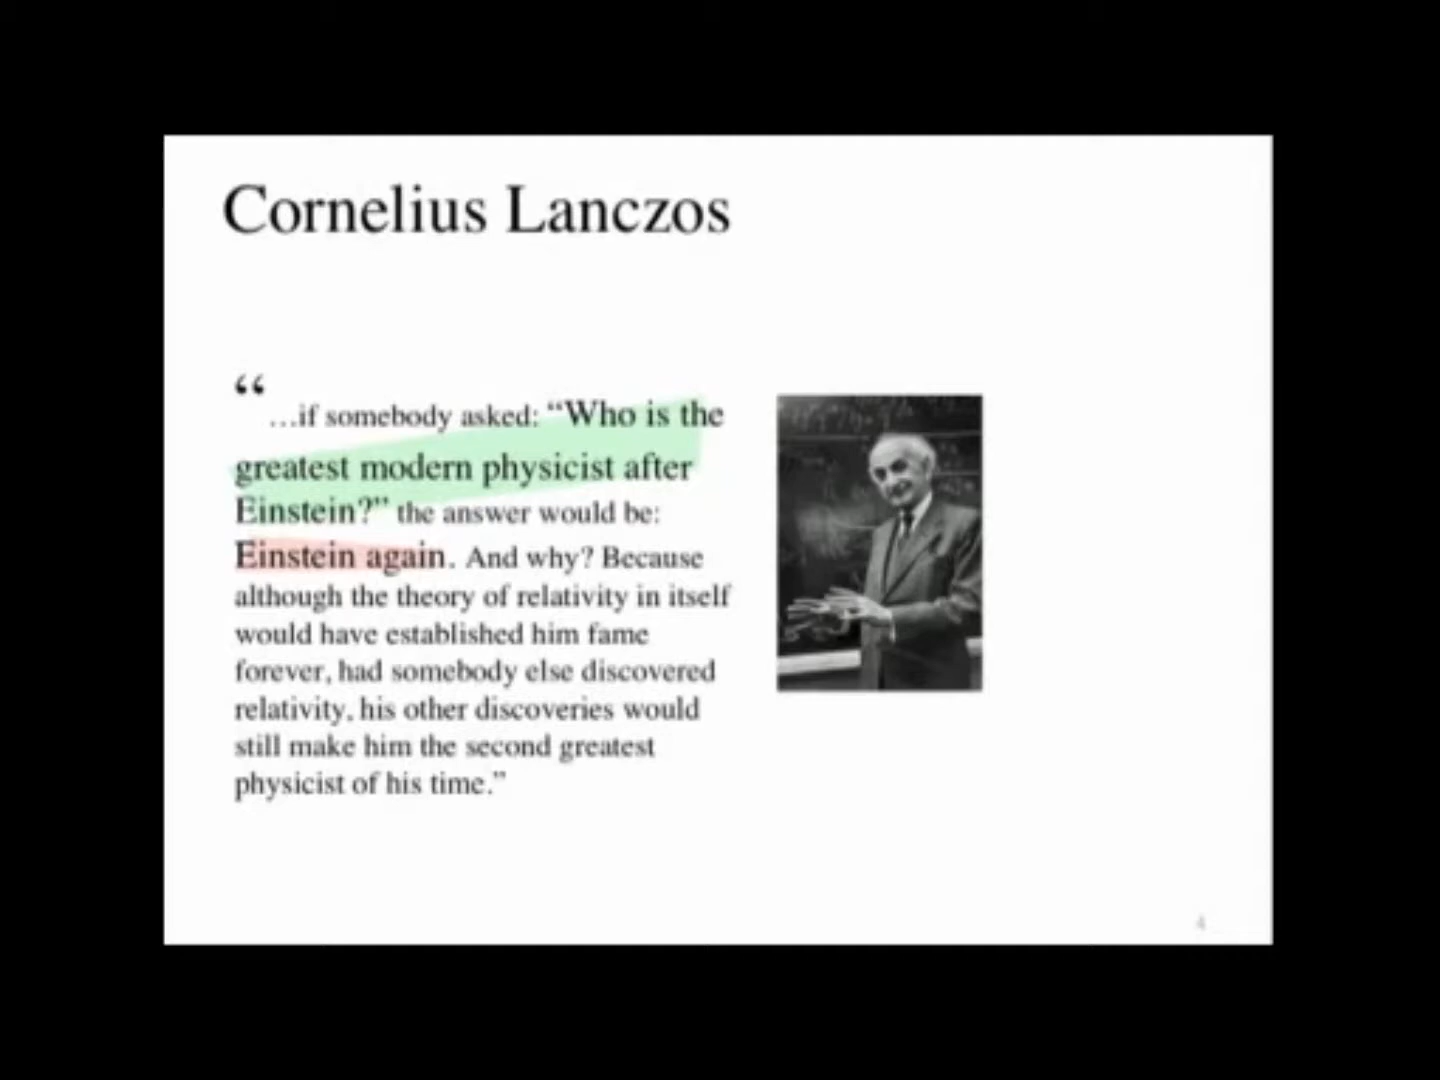 Cornelius Lanczos
“…if somebody asked: “Who is the
greatest modern physicist after
Einstein?” the answer would be:
Einstein again. And why? Because
although the theory of relativity in itself
would have established him fame
forever, had somebody else discovered
relativity, his other discoveries would
still make him the second greatest
physicist of his time.”
4